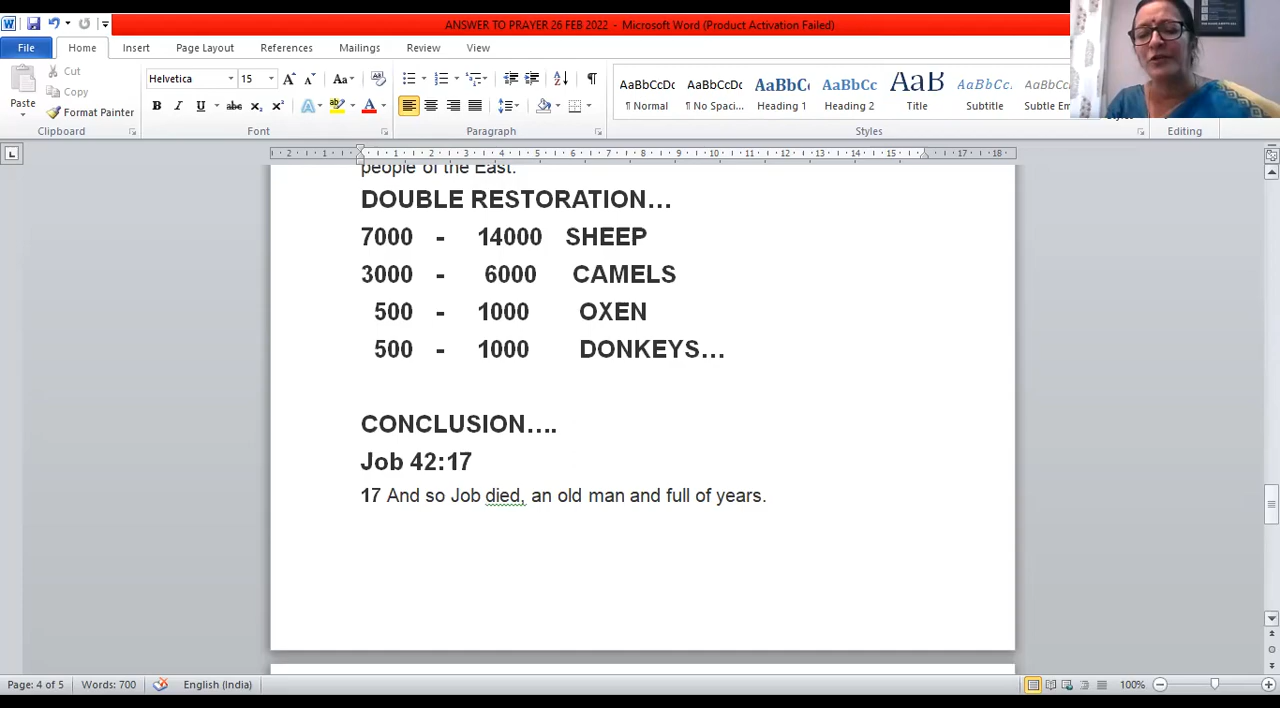 ANSWER TO PRAYER 26 FEB 2022 - Microsoft Word (Product Activation Failed)
File Home Insert Page Layout References Mailings Review View
Cut
Copy
Format Painter
Paste
Clipboard
Helvetica 15
Font
Paragraph
AaBbCcDc AaBbCcDc AaBbCc AaBbCc AaB AaBbCc. AaBbCcDc
¶ Normal ¶ No Spaci... Heading 1 Heading 2 Title Subtitle Subtle Em
Styles
Editing
people of the East.
DOUBLE RESTORATION…
7000 - 14000 SHEEP
3000 - 6000 CAMELS
500 - 1000 OXEN
500 - 1000 DONKEYS…
CONCLUSION….
Job 42:17
17 And so Job died, an old man and full of years.
Page: 4 of 5 Words: 700 English (India) 100%